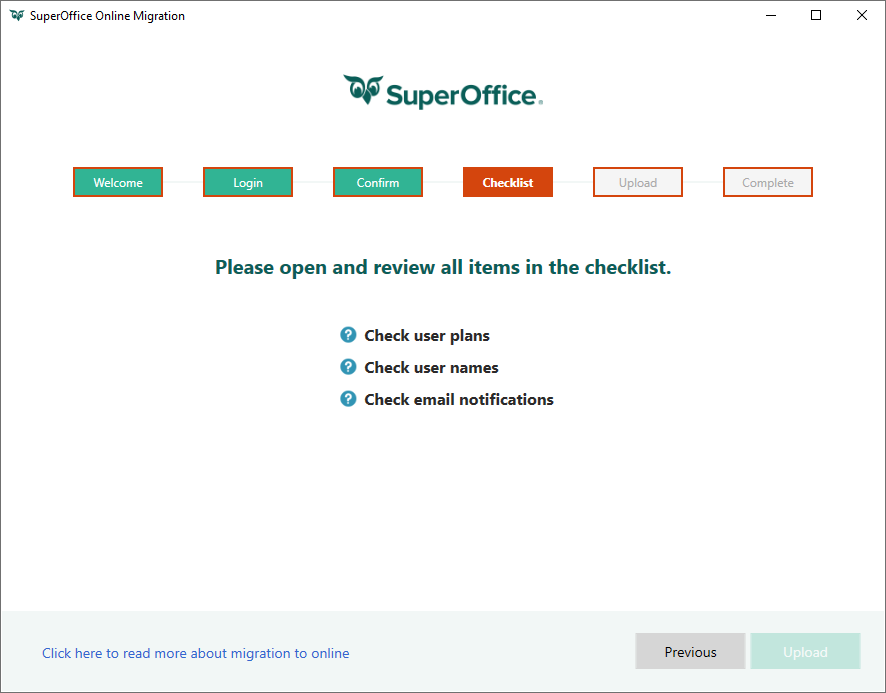 SuperOffice Online Migration
SuperOffice®
Welcome
Login
Confirm
Checklist
Upload
Complete
Please open and review all items in the checklist.
? Check user plans
? Check user names
? Check email notifications
Click here to read more about migration to online
Previous
Upload